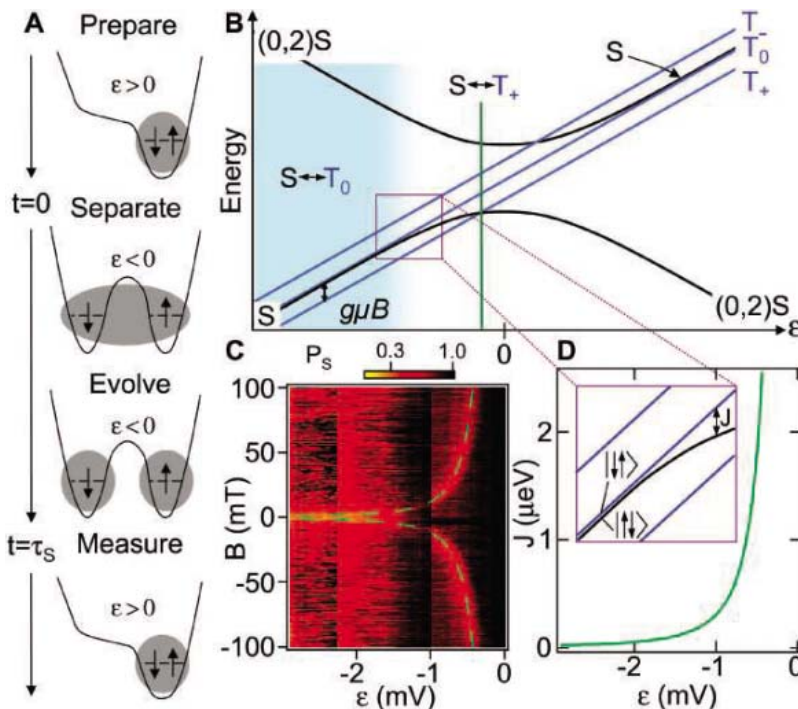 A
Prepare
ε>0
t=0
Separate
ε<0
Evolve
ε<0
t=τS
Measure
ε>0
B
(0,2)S
S↔T+
S↔T0
S
T-
T0
T+
Energy
gμB
S
(0,2)S
0
ε
C
PS
0.3
1.0
100
50
0
-50
-100
B (mT)
-2
-1
0
ε (mV)
D
J
|↓↑⟩
|↑↓⟩
2
1
0
J (μeV)
-2
-1
0
ε (mV)